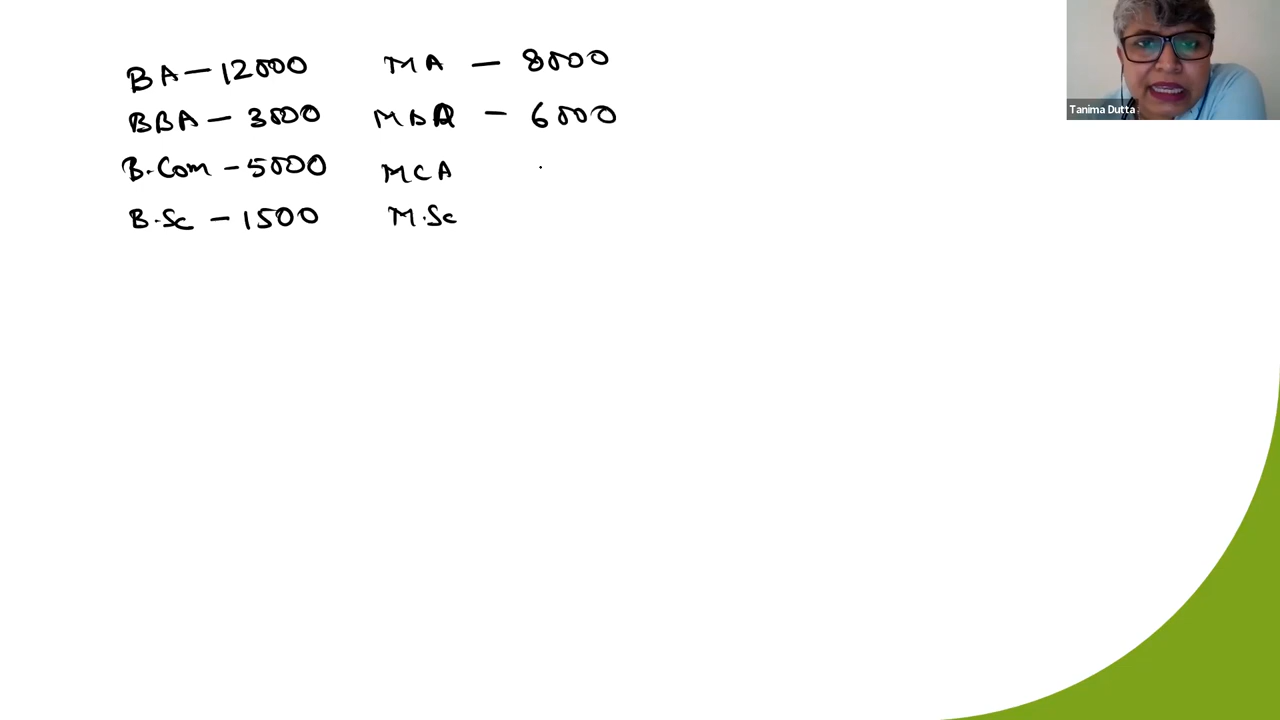 BA - 12000 MA - 8000
BBA - 3000 MBA - 6000
B.Com - 5000 MCA
B.Sc - 1500 M.Sc
Tanima Dutta